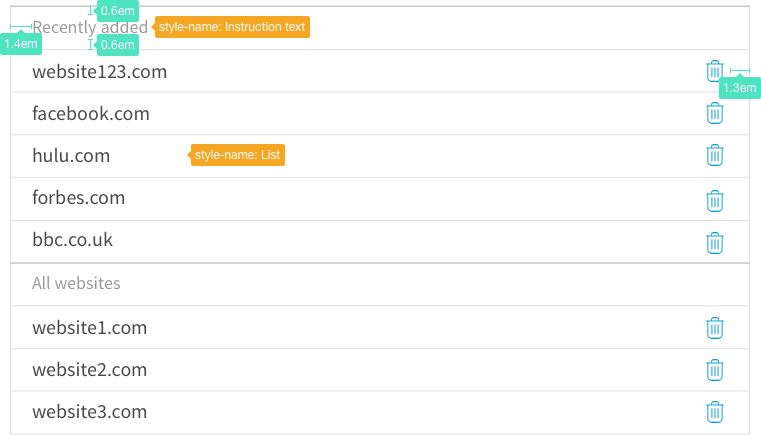 0.6em
Recently added style-name: Instruction text
1.4em 0.6em
website123.com
1.3em
facebook.com
hulu.com style-name: List
forbes.com
bbc.co.uk
All websites
website1.com
website2.com
website3.com